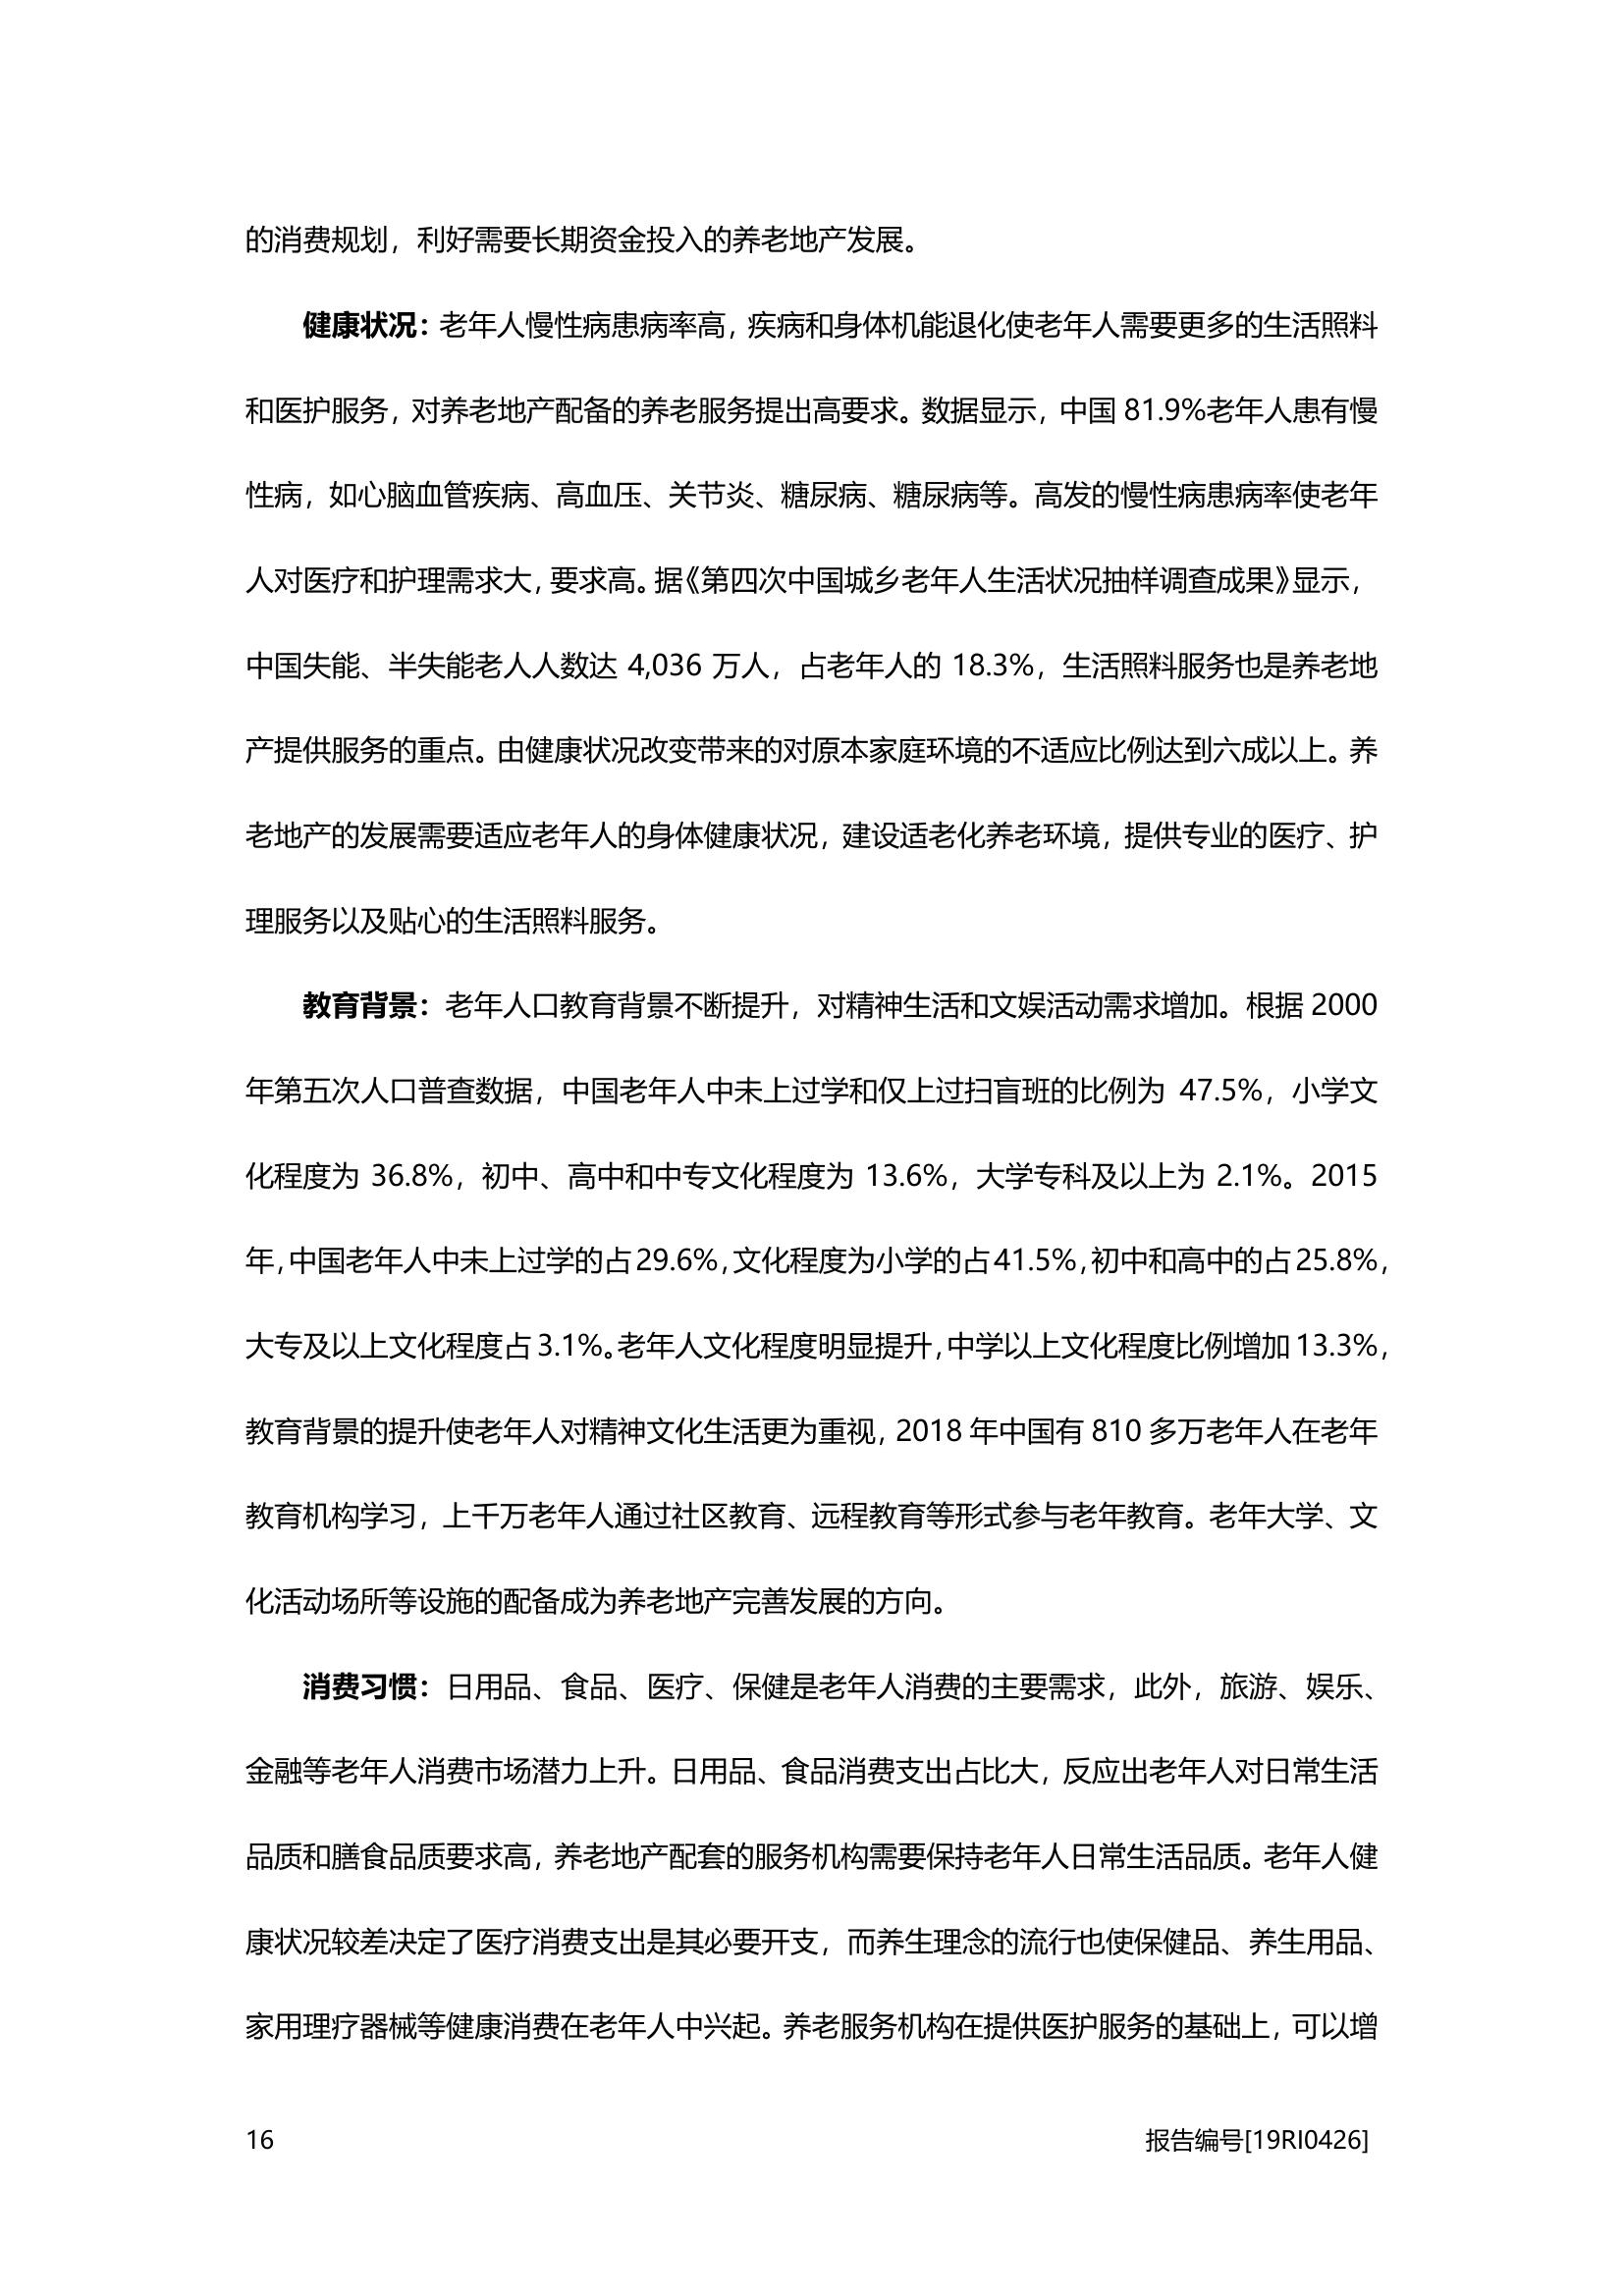 的消费规划，利好需要长期资金投入的养老地产发展。
健康状况：老年人慢性病患病率高，疾病和身体机能退化使老年人需要更多的生活照料
和医护服务，对养老地产配备的养老服务提出高要求。数据显示，中国 81.9%老年人患有慢
性病，如心脑血管疾病、高血压、关节炎、糖尿病、糖尿病等。高发的慢性病患病率使老年
人对医疗和护理需求大，要求高。据《第四次中国城乡老年人生活状况抽样调查成果》显示，
中国失能、半失能老人人数达 4,036 万人，占老年人的 18.3%，生活照料服务也是养老地
产提供服务的重点。由健康状况改变带来的对原本家庭环境的不适应比例达到六成以上。养
老地产的发展需要适应老年人的身体健康状况，建设适老化养老环境，提供专业的医疗、护
理服务以及贴心的生活照料服务。
教育背景：老年人口教育背景不断提升，对精神生活和文娱活动需求增加。根据 2000
年第五次人口普查数据，中国老年人中未上过学和仅上过扫盲班的比例为 47.5%，小学文
化程度为 36.8%，初中、高中和中专文化程度为 13.6%，大学专科及以上为 2.1%。2015
年，中国老年人中未上过学的占 29.6%，文化程度为小学的占 41.5%，初中和高中的占 25.8%，
大专及以上文化程度占 3.1%。老年人文化程度明显提升，中学以上文化程度比例增加 13.3%，
教育背景的提升使老年人对精神文化生活更为重视，2018 年中国有 810 多万老年人在老年
教育机构学习，上千万老年人通过社区教育、远程教育等形式参与老年教育。老年大学、文
化活动场所等设施的配备成为养老地产完善发展的方向。
消费习惯：日用品、食品、医疗、保健是老年人消费的主要需求，此外，旅游、娱乐、
金融等老年人消费市场潜力上升。日用品、食品消费支出占比大，反应出老年人对日常生活
品质和膳食品质要求高，养老地产配套的服务机构需要保持老年人日常生活品质。老年人健
康状况较差决定了医疗消费支出是其必要开支，而养生理念的流行也使保健品、养生用品、
家用理疗器械等健康消费在老年人中兴起。养老服务机构在提供医护服务的基础上，可以增
16
报告编号[19RI0426]